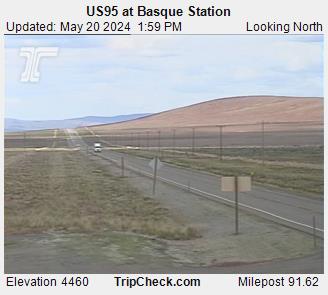 US95 at Basque Station
Updated: May 20 2024 1:59 PM Looking North
Elevation 4460 TripCheck.com Milepost 91.62